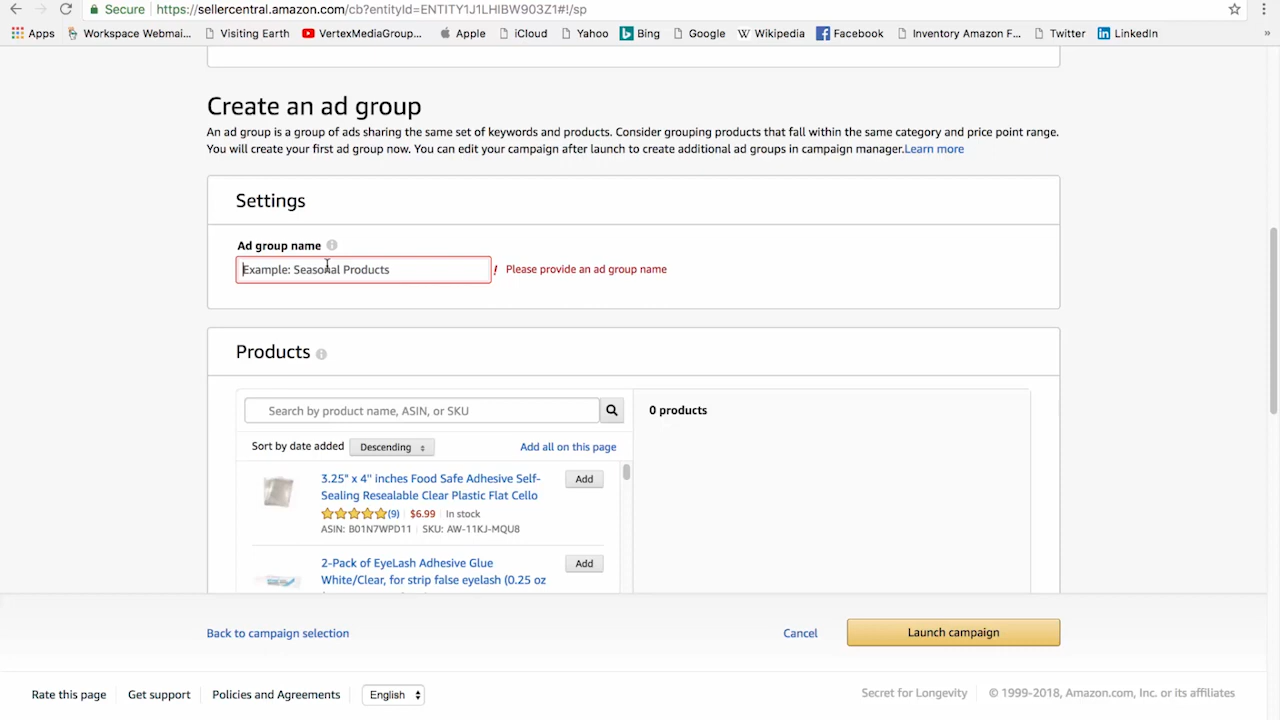 Secure https://sellercentral.amazon.com/cb?entityId=ENTITY1J1LHIBW903Z1#!/sp
Apps Workspace Webmai... Visiting Earth VertexMediaGroup... Apple iCloud Yahoo Bing Google Wikipedia Facebook Inventory Amazon F... Twitter LinkedIn »
Create an ad group
An ad group is a group of ads sharing the same set of keywords and products. Consider grouping products that fall within the same category and price point range.
You will create your first ad group now. You can edit your campaign after launch to create additional ad groups in campaign manager.Learn more
Settings
Ad group name
Example: Seasonal Products ! Please provide an ad group name
Products
Search by product name, ASIN, or SKU
0 products
Sort by date added Descending Add all on this page
3.25" x 4" inches Food Safe Adhesive Self-
Sealing Resealable Clear Plastic Flat Cello
Add
(9) $6.99 In stock
ASIN: B01N7WPD11 SKU: AW-11KJ-MQU8
2-Pack of EyeLash Adhesive Glue
White/Clear, for strip false eyelash (0.25 oz
Add
Back to campaign selection Cancel Launch campaign
Rate this page Get support Policies and Agreements English Secret for Longevity © 1999-2018, Amazon.com, Inc. or its affiliates